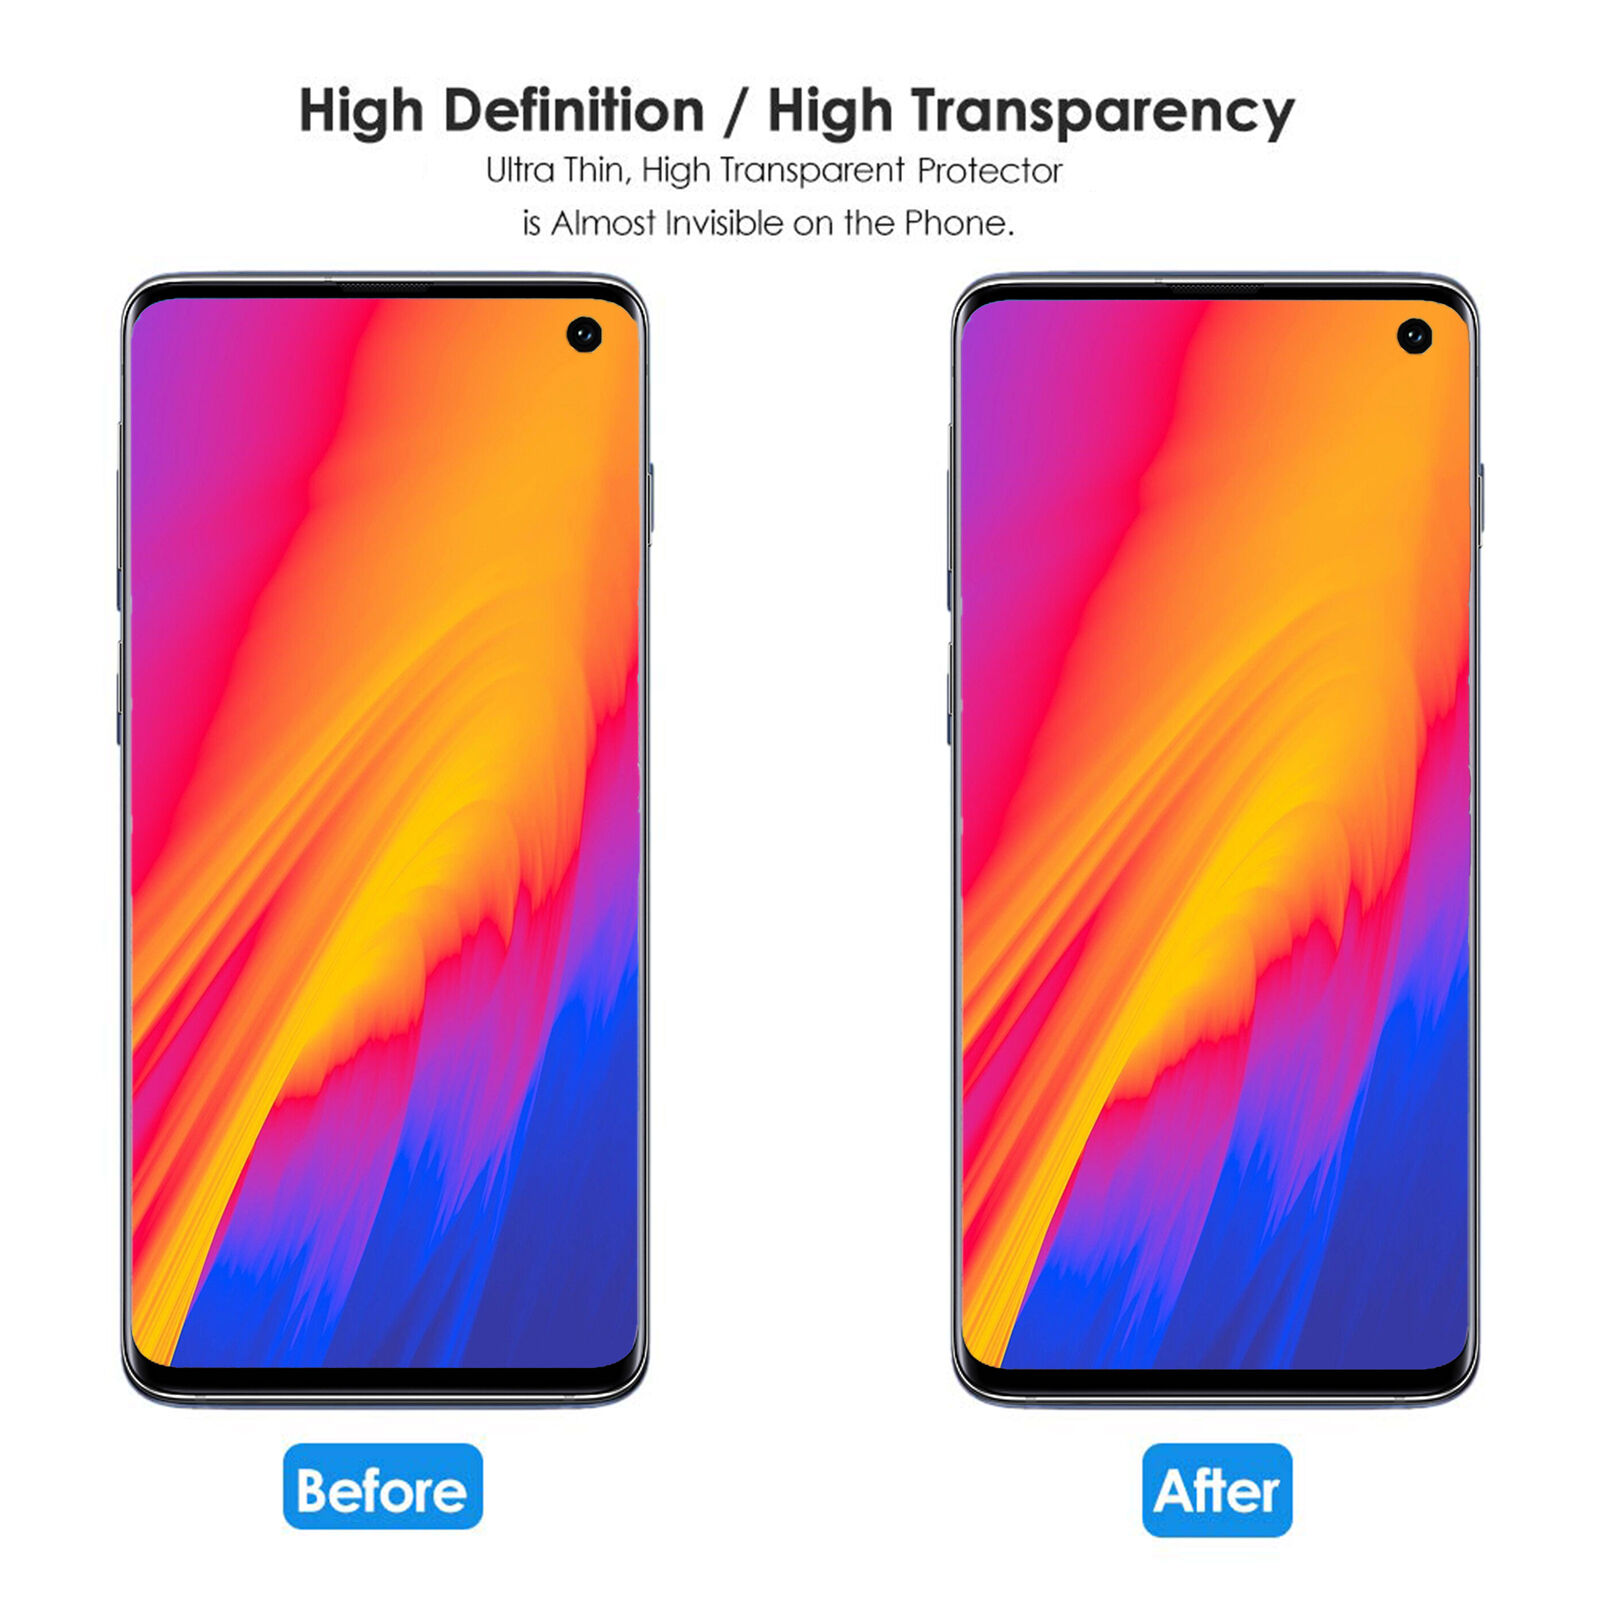 High Definition / High Transparency
Ultra Thin, High Transparent Protector
is Almost Invisible on the Phone.
Before
After